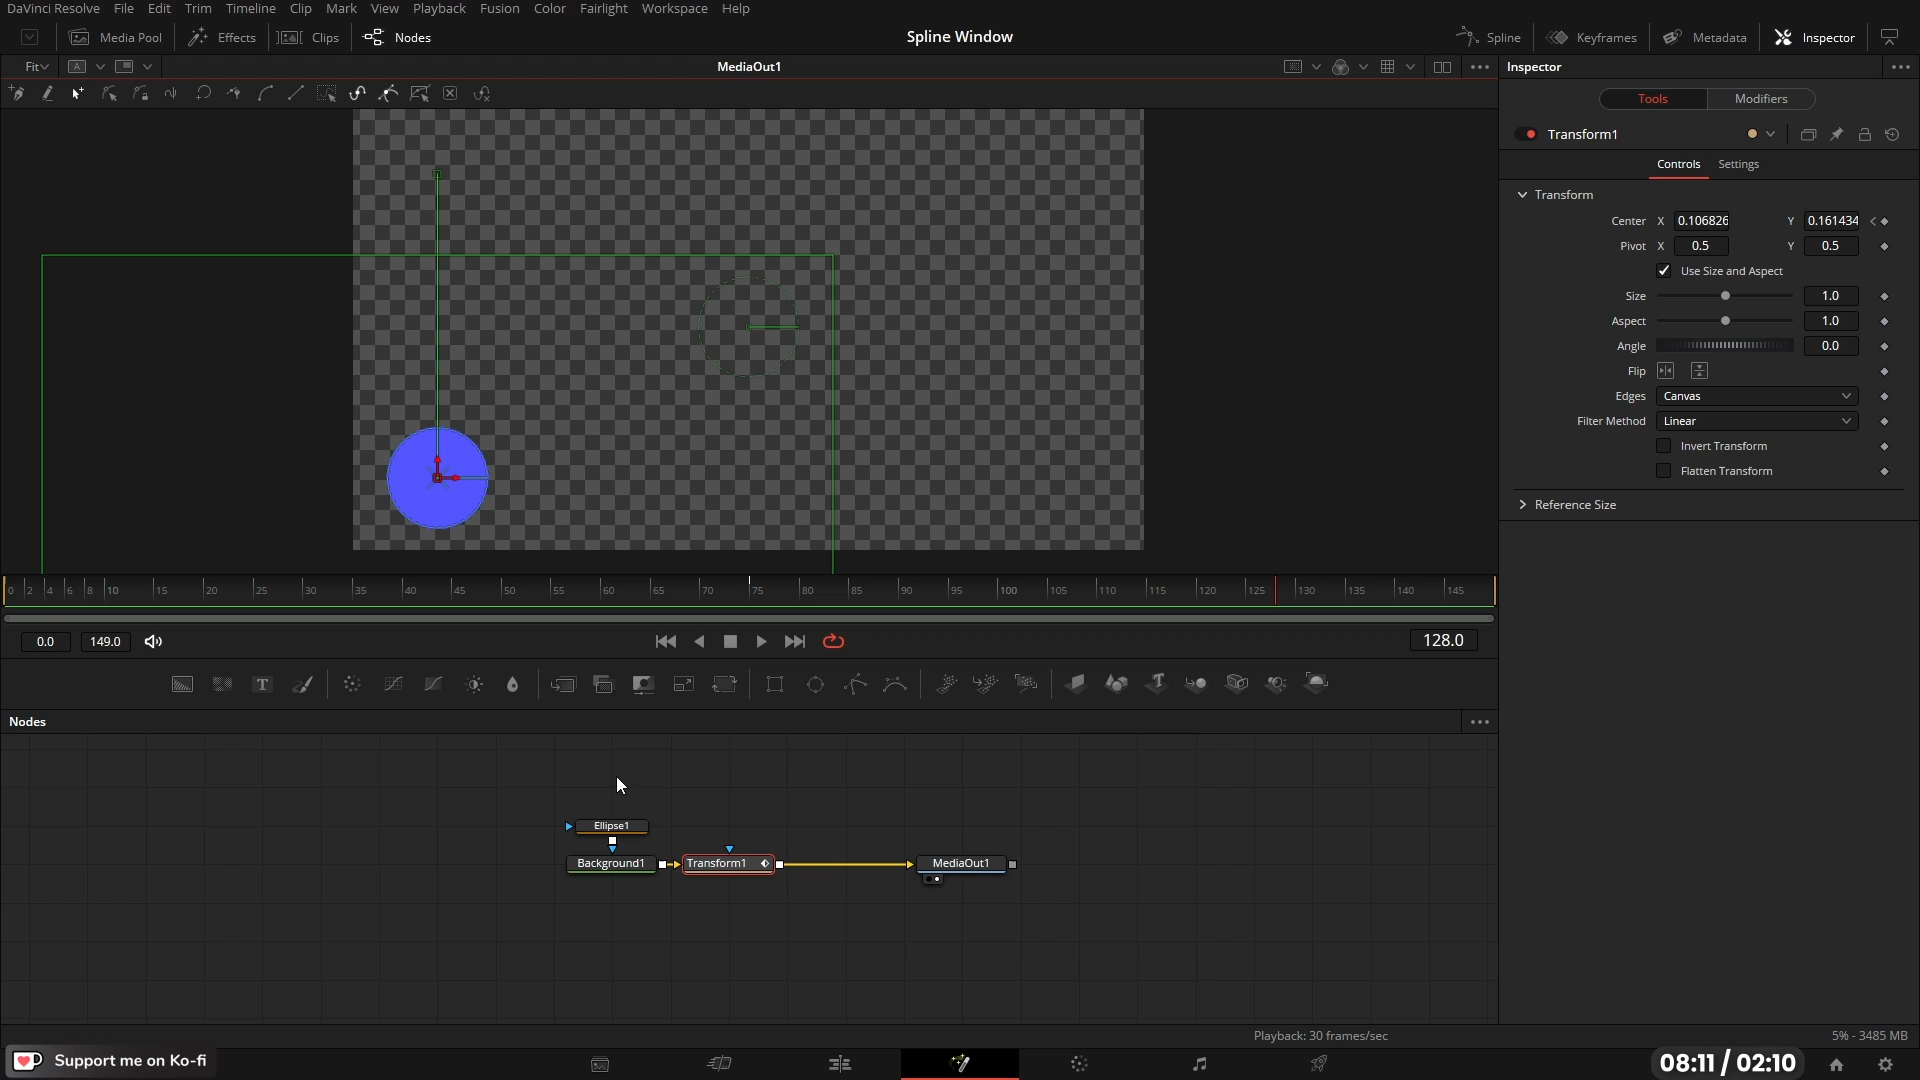 DaVinci Resolve File Edit Trim Timeline Clip Mark View Playback Fusion Color Fairlight Workspace Help
Media Pool Effects Clips Nodes Spline Window Spline Keyframes Metadata Inspector
Fit A MediaOut1 Inspector
Tools Modifiers
Transform1
Controls Settings
Transform
Center X 0.106826 Y 0.161434
Pivot X 0.5 Y 0.5
Use Size and Aspect
Size 1.0
Aspect 1.0
Angle 0.0
Flip
Edges Canvas
Filter Method Linear
Invert Transform
Flatten Transform
Reference Size
0 2 4 6 8 10 15 20 25 30 35 40 45 50 55 60 65 70 75 80 85 90 95 100 105 110 115 120 125 130 135 140 145
0.0 149.0 128.0
T
Nodes
Ellipse1
Background1 Transform1 MediaOut1
Playback: 30 frames/sec 5% - 3485 MB
Support me on Ko-fi 08:11 / 02:10